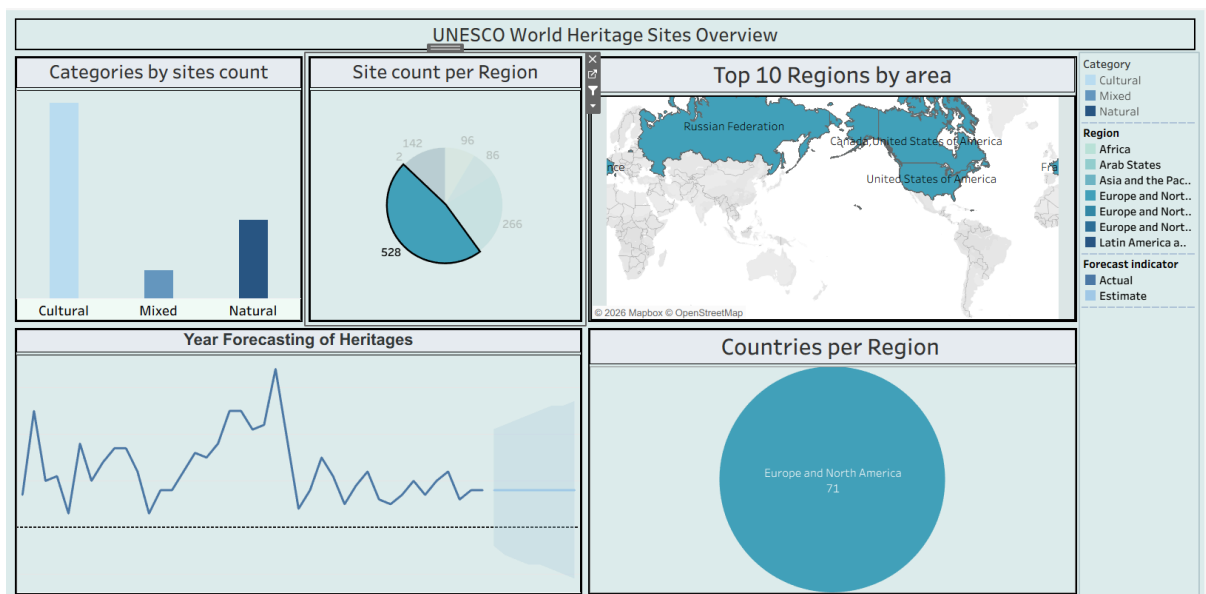 UNESCO World Heritage Sites Overview
Categories by sites count
Cultural
Mixed
Natural
Site count per Region
142
96
2
86
266
528
Top 10 Regions by area
Russian Federation
Canada,United States of America
United States of America
nce
Fra
© 2026 Mapbox © OpenStreetMap
Category
Cultural
Mixed
Natural
Region
Africa
Arab States
Asia and the Pac..
Europe and Nort..
Europe and Nort..
Europe and Nort..
Latin America a..
Forecast indicator
Actual
Estimate
Year Forecasting of Heritages
Countries per Region
Europe and North America
71